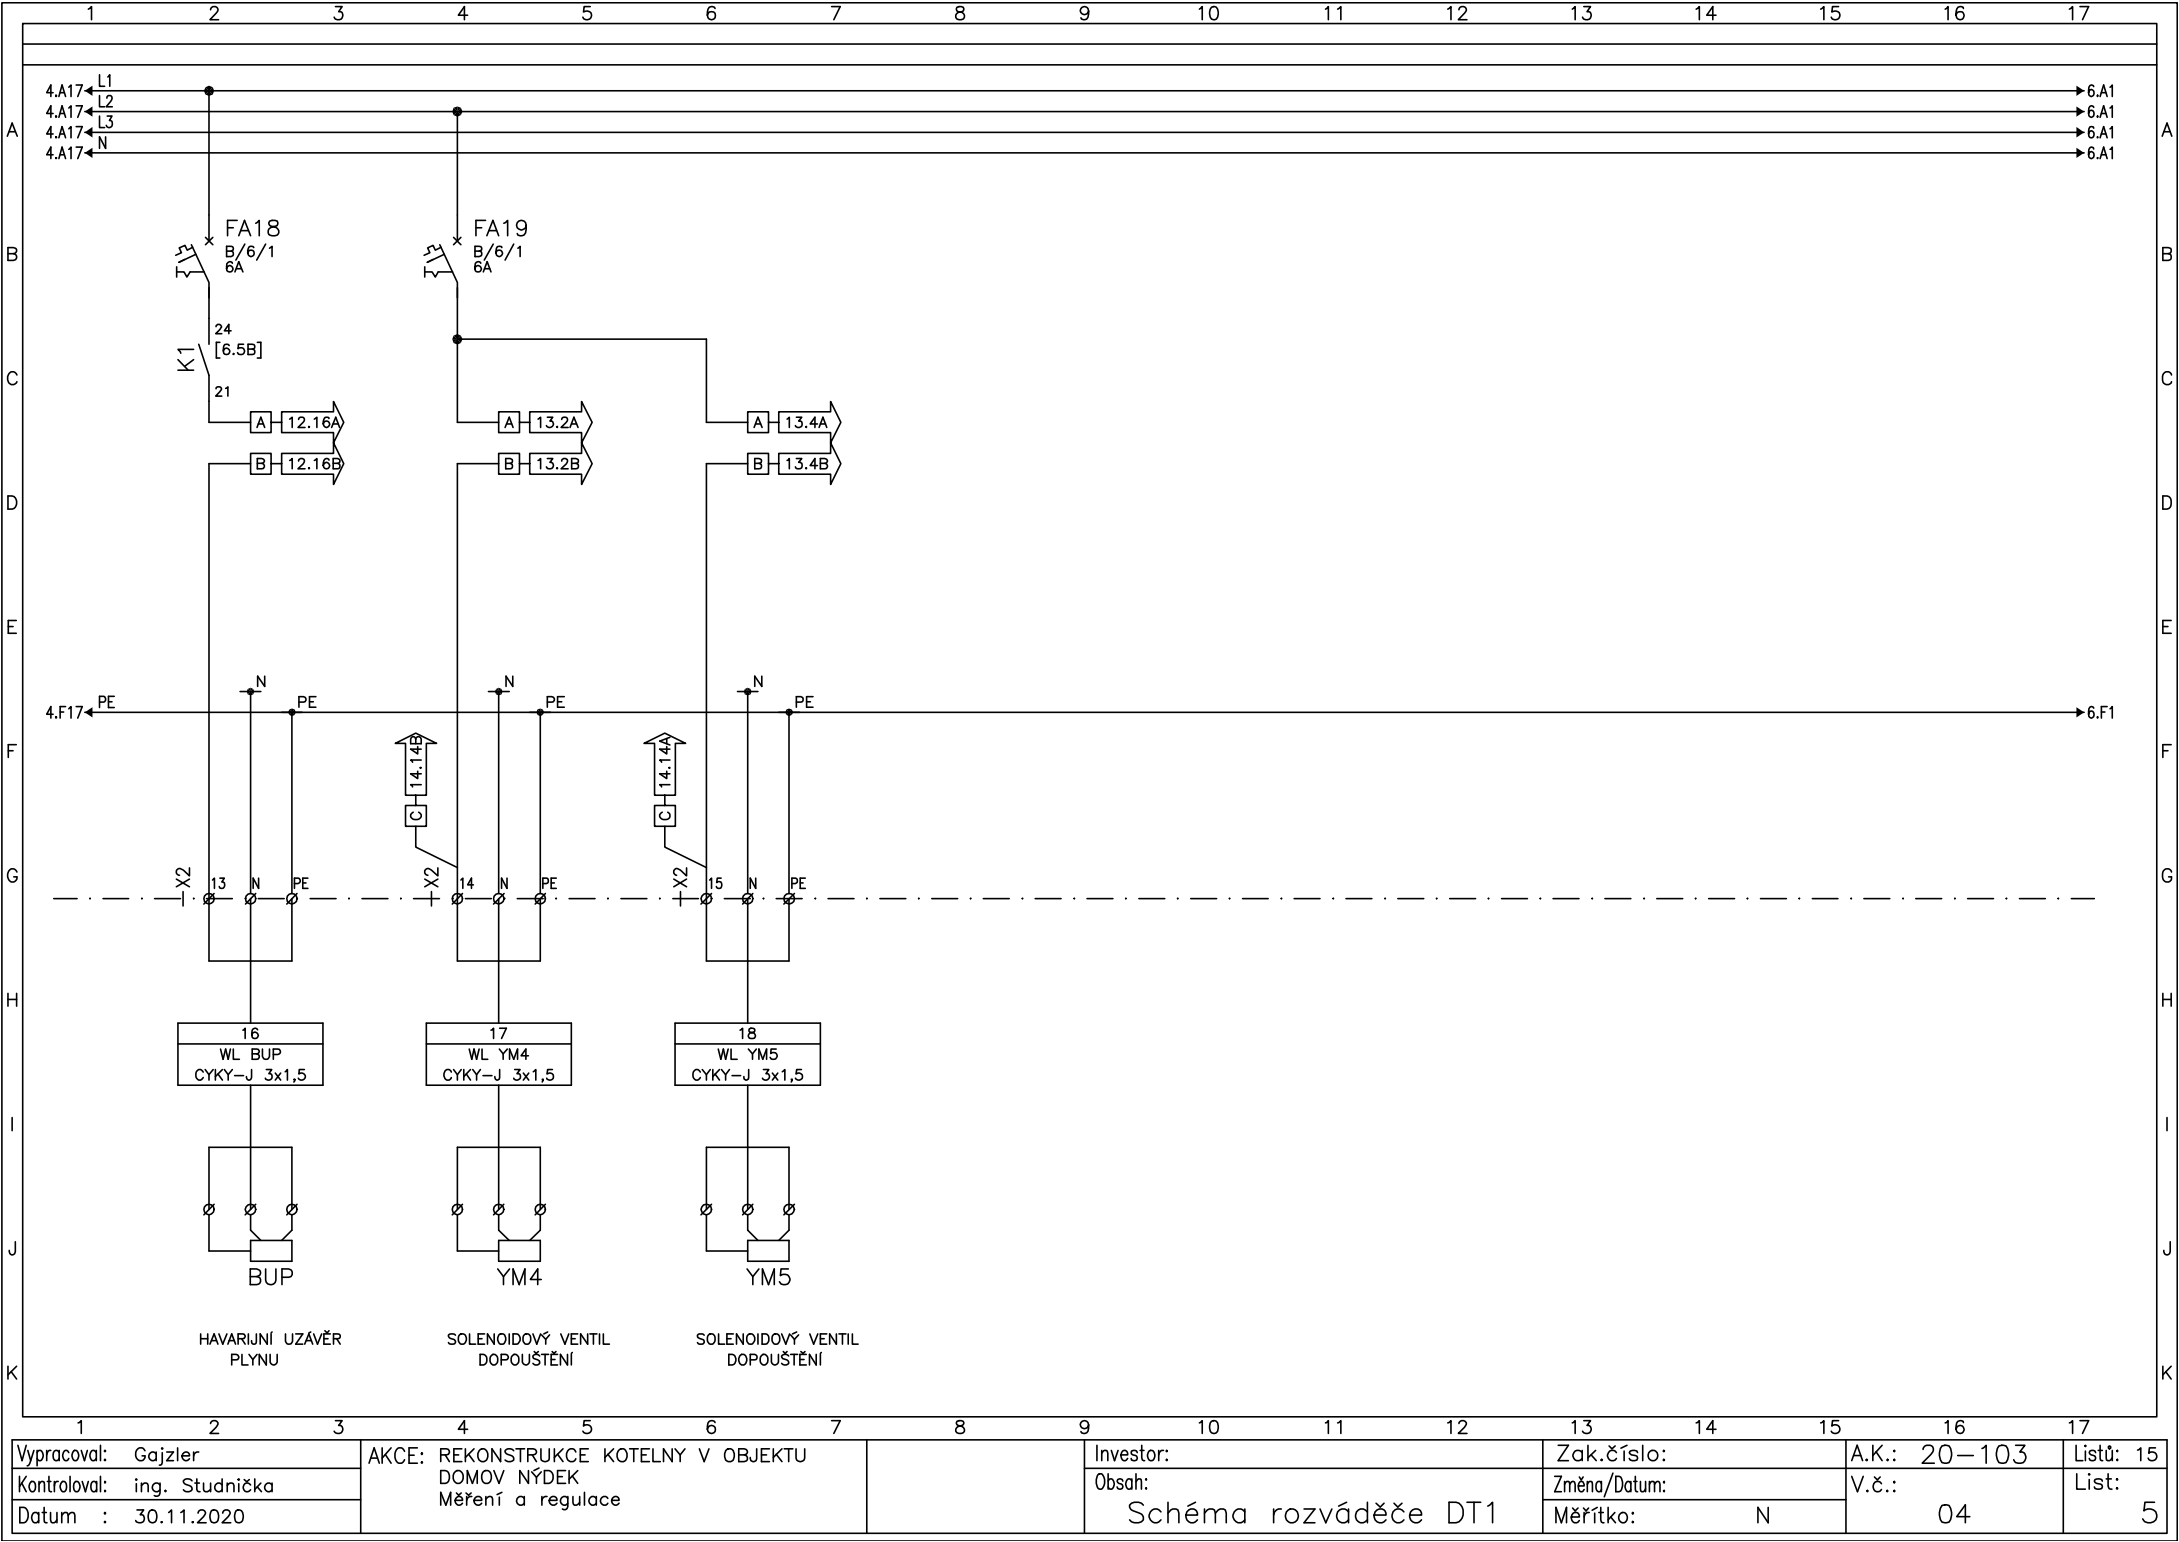 1 2 3 4 5 6 7 8 9 10 11 12 13 14 15 16 17
4.A17 L1 6.A1
4.A17 L2 6.A1
A 4.A17 L3 6.A1 A
4.A17 N 6.A1
FA18 FA19
B B/6/1 B/6/1 B
6A 6A
24
K1 [6.5B]
C C
21
A 12.16A A 13.2A A 13.4A
B 12.16B B 13.2B B 13.4B
D D
E E
N N N
4.F17 PE PE PE PE 6.F1
F 14.14B 14.14A F
C C
G X2 13 N PE X2 14 N PE X2 15 N PE G
H H
16 17 18
WL BUP WL YM4 WL YM5
CYKY-J 3x1,5 CYKY-J 3x1,5 CYKY-J 3x1,5
I I
J J
BUP YM4 YM5
HAVARIJNÍ UZÁVĚR SOLENOIDOVÝ VENTIL SOLENOIDOVÝ VENTIL
PLYNU DOPOUŠTĚNÍ DOPOUŠTĚNÍ
K K
1 2 3 4 5 6 7 8 9 10 11 12 13 14 15 16 17
Vypracoval: Gajzler
Kontroloval: ing. Studnička
Datum : 30.11.2020
AKCE: REKONSTRUKCE KOTELNY V OBJEKTU
DOMOV NÝDEK
Měření a regulace
Investor:
Obsah:
Schéma rozváděče DT1
Zak.číslo:
Změna/Datum:
Měřítko: N
A.K.: 20-103
V.č.:
04
Listů: 15
List:
5